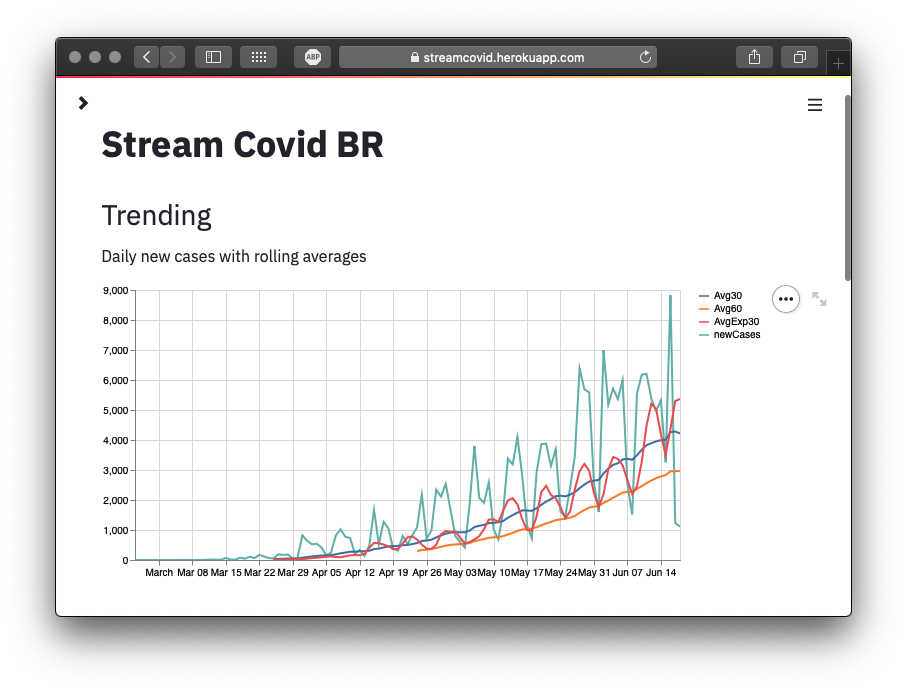 ABP
streamcovid.herokuapp.com
Stream Covid BR
Trending
Daily new cases with rolling averages
9,000
8,000
7,000
6,000
5,000
4,000
3,000
2,000
1,000
0
Avg30
Avg60
AvgExp30
newCases
March Mar 08 Mar 15 Mar 22 Mar 29 Apr 05 Apr 12 Apr 19 Apr 26 May 03 May 10 May 17 May 24 May 31 Jun 07 Jun 14